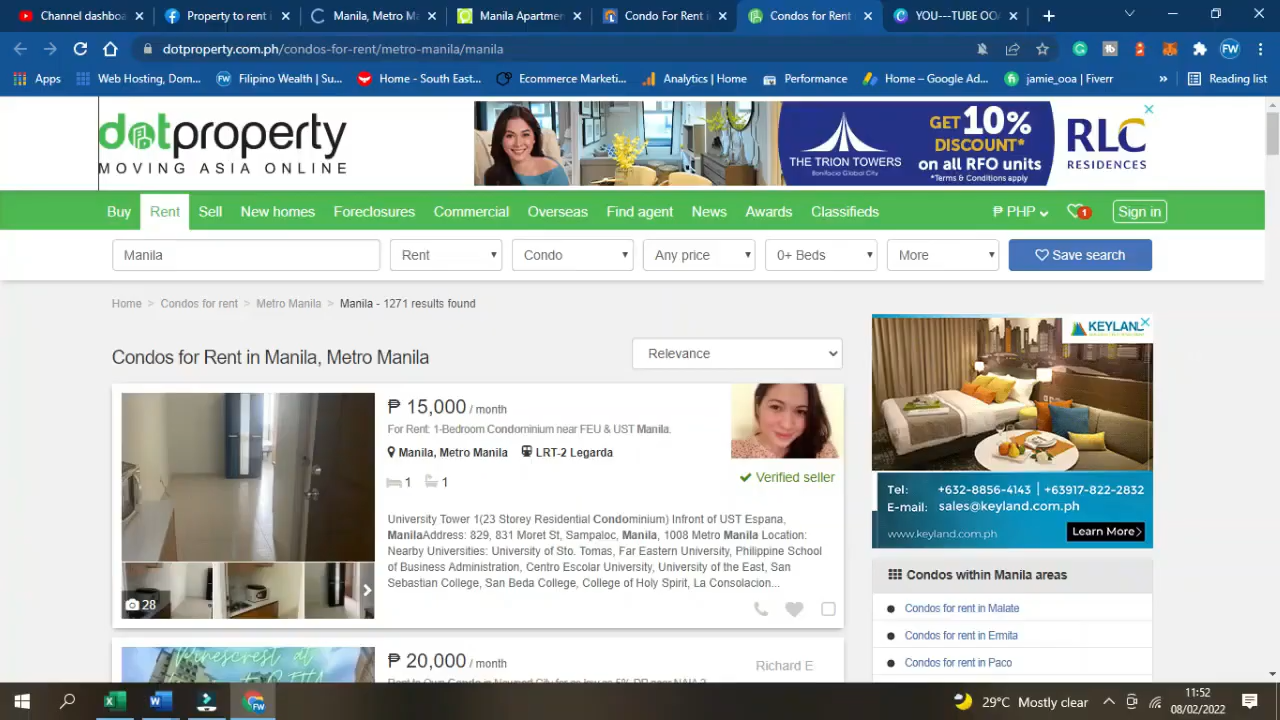 Channel dashboard
Property to rent i
Manila, Metro Ma
Manila Apartmen
Condo For Rent in
Condos for Rent i
YOU---TUBE OOA
dotproperty.com.ph/condos-for-rent/metro-manila/manila
FW
Apps
Web Hosting, Dom...
FW
Filipino Wealth | Su...
Home - South East...
Ecommerce Marketi...
Analytics | Home
Performance
Home – Google Ad...
jamie_ooa | Fiverr
»
Reading list
dotproperty
MOVING ASIA ONLINE
THE TRION TOWERS
Bonifacio Global City
GET 10%
DISCOUNT*
on all RFO units
*Terms & Conditions apply
RLC
RESIDENCES
Buy
Rent
Sell
New homes
Foreclosures
Commercial
Overseas
Find agent
News
Awards
Classifieds
₱ PHP
1
Sign in
Manila
Rent
Condo
Any price
0+ Beds
More
Save search
Home > Condos for rent > Metro Manila > Manila - 1271 results found
Condos for Rent in Manila, Metro Manila
Relevance
₱ 15,000 / month
For Rent: 1-Bedroom Condominium near FEU & UST Manila.
Manila, Metro Manila
LRT-2 Legarda
1
1
Verified seller
University Tower 1(23 Storey Residential Condominium) Infront of UST Espana,
ManilaAddress: 829, 831 Moret St, Sampaloc, Manila, 1008 Metro Manila Location:
Nearby Universities: University of Sto. Tomas, Far Eastern University, Philippine School
of Business Administration, Centro Escolar University, University of the East, San
Sebastian College, San Beda College, College of Holy Spirit, La Consolacion...
28
KEYLAND
Tel: +632-8856-4143 | +63917-822-2832
E-mail: sales@keyland.com.ph
www.keyland.com.ph
Learn More
Condos within Manila areas
Condos for rent in Malate
Condos for rent in Ermita
Condos for rent in Paco
₱ 20,000 / month
Richard E
29°C Mostly clear
11:52
08/02/2022